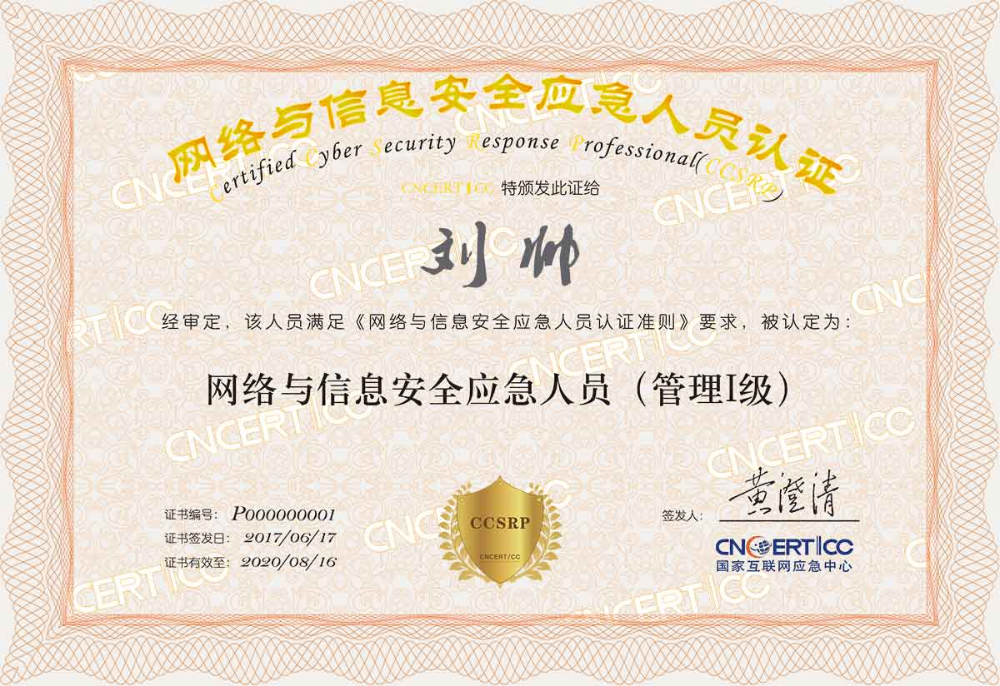 网络与信息安全应急人员认证
Certified Cyber Security Response Professional(CCSRP)
CNCERT/CC 特颁发此证给
刘帅
经审定，该人员满足《网络与信息安全应急人员认证准则》要求，被认定为：
网络与信息安全应急人员（管理I级）
证书编号： P000000001
证书签发日： 2017/06/17
证书有效至： 2020/08/16
CCSRP
CNCERT/CC
签发人： 黄澄清
CNCERT/CC
国家互联网应急中心